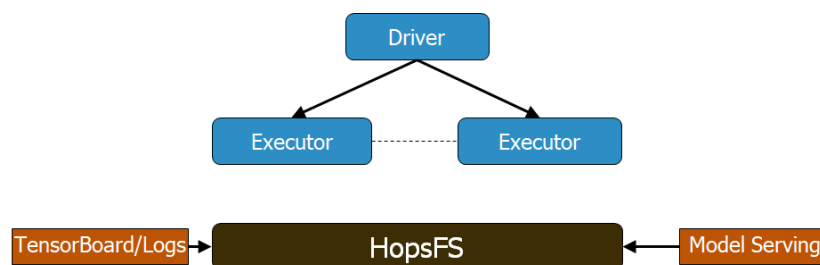 Driver
Executor
Executor
TensorBoard/Logs
HopsFS
Model Serving